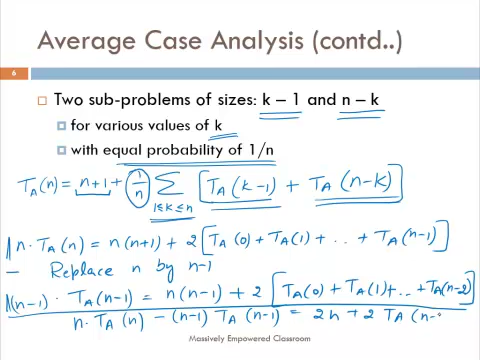 Average Case Analysis (contd..)
6
Two sub-problems of sizes: k – 1 and n – k
for various values of k
with equal probability of 1/n
T_A(n) = n+1 + 1/n ∑ 1≤k≤n [T_A(k-1) + T_A(n-k)]
n. T_A(n) = n(n+1) + 2 [T_A(0) + T_A(1) + .. + T_A(n-1)]
– Replace n by n-1
(n-1) . T_A(n-1) = n(n-1) + 2 [T_A(0) + T_A(1) + .. + T_A(n-2)]
n. T_A(n) – (n-1) T_A(n-1) = 2n + 2 T_A(n-
Massively Empowered Classroom